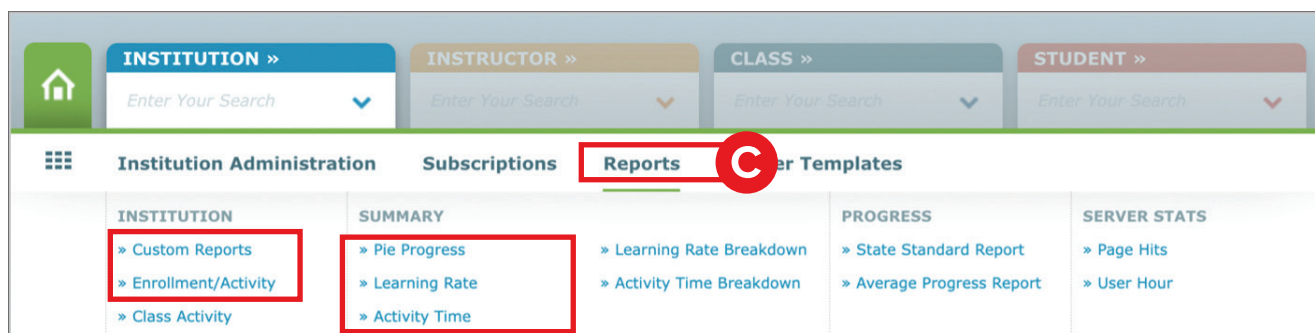 INSTITUTION »
INSTRUCTOR »
CLASS »
STUDENT »
Enter Your Search
Enter Your Search
Enter Your Search
Enter Your Search
Institution Administration
Subscriptions
Reports
C
er Templates
INSTITUTION
» Custom Reports
» Enrollment/Activity
» Class Activity
SUMMARY
» Pie Progress
» Learning Rate
» Activity Time
» Learning Rate Breakdown
» Activity Time Breakdown
PROGRESS
» State Standard Report
» Average Progress Report
SERVER STATS
» Page Hits
» User Hour